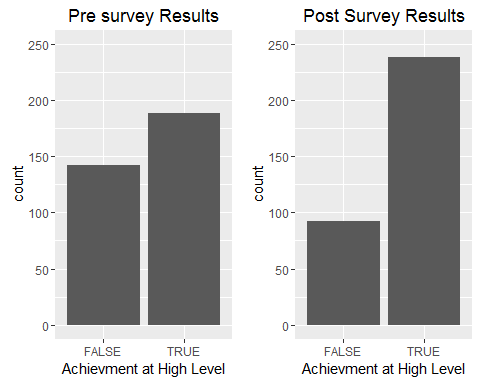 Pre survey Results
250
200
150
100
50
0
count
FALSE TRUE
Achievment at High Level
Post Survey Results
250
200
150
100
50
0
count
FALSE TRUE
Achievment at High Level